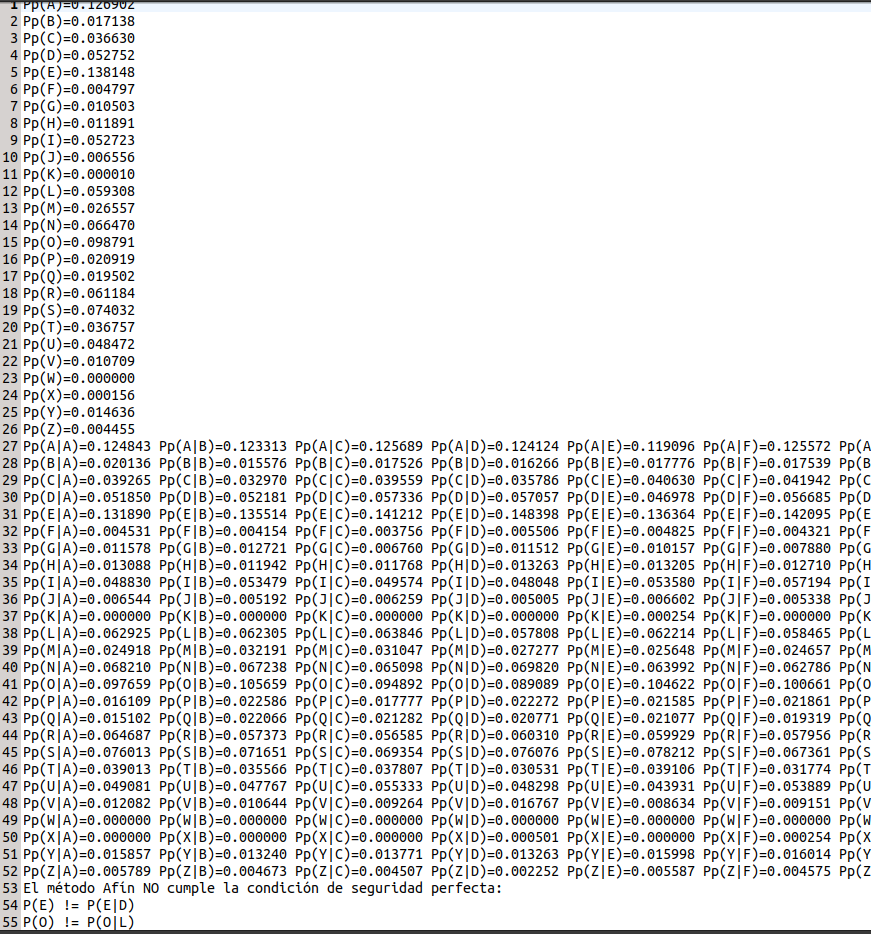 1 Pp(A)=0.126902
2 Pp(B)=0.017138
3 Pp(C)=0.036630
4 Pp(D)=0.052752
5 Pp(E)=0.138148
6 Pp(F)=0.004797
7 Pp(G)=0.010503
8 Pp(H)=0.011891
9 Pp(I)=0.052723
10 Pp(J)=0.006556
11 Pp(K)=0.000010
12 Pp(L)=0.059308
13 Pp(M)=0.026557
14 Pp(N)=0.066470
15 Pp(O)=0.098791
16 Pp(P)=0.020919
17 Pp(Q)=0.019502
18 Pp(R)=0.061184
19 Pp(S)=0.074032
20 Pp(T)=0.036757
21 Pp(U)=0.048472
22 Pp(V)=0.010709
23 Pp(W)=0.000000
24 Pp(X)=0.000156
25 Pp(Y)=0.014636
26 Pp(Z)=0.004455
27 Pp(A|A)=0.124843 Pp(A|B)=0.123313 Pp(A|C)=0.125689 Pp(A|D)=0.124124 Pp(A|E)=0.119096 Pp(A|F)=0.125572 Pp(A
28 Pp(B|A)=0.020136 Pp(B|B)=0.015576 Pp(B|C)=0.017526 Pp(B|D)=0.016266 Pp(B|E)=0.017776 Pp(B|F)=0.017539 Pp(B
29 Pp(C|A)=0.039265 Pp(C|B)=0.032970 Pp(C|C)=0.039559 Pp(C|D)=0.035786 Pp(C|E)=0.040630 Pp(C|F)=0.041942 Pp(C
30 Pp(D|A)=0.051850 Pp(D|B)=0.052181 Pp(D|C)=0.057336 Pp(D|D)=0.057057 Pp(D|E)=0.046978 Pp(D|F)=0.056685 Pp(D
31 Pp(E|A)=0.131890 Pp(E|B)=0.135514 Pp(E|C)=0.141212 Pp(E|D)=0.148398 Pp(E|E)=0.136364 Pp(E|F)=0.142095 Pp(E
32 Pp(F|A)=0.004531 Pp(F|B)=0.004154 Pp(F|C)=0.003756 Pp(F|D)=0.005506 Pp(F|E)=0.004825 Pp(F|F)=0.004321 Pp(F
33 Pp(G|A)=0.011578 Pp(G|B)=0.012721 Pp(G|C)=0.006760 Pp(G|D)=0.011512 Pp(G|E)=0.010157 Pp(G|F)=0.007880 Pp(G
34 Pp(H|A)=0.013088 Pp(H|B)=0.011942 Pp(H|C)=0.011768 Pp(H|D)=0.013263 Pp(H|E)=0.013205 Pp(H|F)=0.012710 Pp(H
35 Pp(I|A)=0.048830 Pp(I|B)=0.053479 Pp(I|C)=0.049574 Pp(I|D)=0.048048 Pp(I|E)=0.053580 Pp(I|F)=0.057194 Pp(I
36 Pp(J|A)=0.006544 Pp(J|B)=0.005192 Pp(J|C)=0.006259 Pp(J|D)=0.005005 Pp(J|E)=0.006602 Pp(J|F)=0.005338 Pp(J
37 Pp(K|A)=0.000000 Pp(K|B)=0.000000 Pp(K|C)=0.000000 Pp(K|D)=0.000000 Pp(K|E)=0.000254 Pp(K|F)=0.000000 Pp(K
38 Pp(L|A)=0.062925 Pp(L|B)=0.062305 Pp(L|C)=0.063846 Pp(L|D)=0.057808 Pp(L|E)=0.062214 Pp(L|F)=0.058465 Pp(L
39 Pp(M|A)=0.024918 Pp(M|B)=0.032191 Pp(M|C)=0.031047 Pp(M|D)=0.027277 Pp(M|E)=0.025648 Pp(M|F)=0.024657 Pp(M
40 Pp(N|A)=0.068210 Pp(N|B)=0.067238 Pp(N|C)=0.065098 Pp(N|D)=0.069820 Pp(N|E)=0.063992 Pp(N|F)=0.062786 Pp(N
41 Pp(O|A)=0.097659 Pp(O|B)=0.105659 Pp(O|C)=0.094892 Pp(O|D)=0.089089 Pp(O|E)=0.104622 Pp(O|F)=0.100661 Pp(O
42 Pp(P|A)=0.016109 Pp(P|B)=0.022586 Pp(P|C)=0.017777 Pp(P|D)=0.022272 Pp(P|E)=0.021585 Pp(P|F)=0.021861 Pp(P
43 Pp(Q|A)=0.015102 Pp(Q|B)=0.022066 Pp(Q|C)=0.021282 Pp(Q|D)=0.020771 Pp(Q|E)=0.021077 Pp(Q|F)=0.019319 Pp(Q
44 Pp(R|A)=0.064687 Pp(R|B)=0.057373 Pp(R|C)=0.056585 Pp(R|D)=0.060310 Pp(R|E)=0.059929 Pp(R|F)=0.057956 Pp(R
45 Pp(S|A)=0.076013 Pp(S|B)=0.071651 Pp(S|C)=0.069354 Pp(S|D)=0.076076 Pp(S|E)=0.078212 Pp(S|F)=0.067361 Pp(S
46 Pp(T|A)=0.039013 Pp(T|B)=0.035566 Pp(T|C)=0.037807 Pp(T|D)=0.030531 Pp(T|E)=0.039106 Pp(T|F)=0.031774 Pp(T
47 Pp(U|A)=0.049081 Pp(U|B)=0.047767 Pp(U|C)=0.055333 Pp(U|D)=0.048298 Pp(U|E)=0.043931 Pp(U|F)=0.053889 Pp(U
48 Pp(V|A)=0.012082 Pp(V|B)=0.010644 Pp(V|C)=0.009264 Pp(V|D)=0.016767 Pp(V|E)=0.008634 Pp(V|F)=0.009151 Pp(V
49 Pp(W|A)=0.000000 Pp(W|B)=0.000000 Pp(W|C)=0.000000 Pp(W|D)=0.000000 Pp(W|E)=0.000000 Pp(W|F)=0.000000 Pp(W
50 Pp(X|A)=0.000000 Pp(X|B)=0.000000 Pp(X|C)=0.000000 Pp(X|D)=0.000501 Pp(X|E)=0.000000 Pp(X|F)=0.000254 Pp(X
51 Pp(Y|A)=0.015857 Pp(Y|B)=0.013240 Pp(Y|C)=0.013771 Pp(Y|D)=0.013263 Pp(Y|E)=0.015998 Pp(Y|F)=0.016014 Pp(Y
52 Pp(Z|A)=0.005789 Pp(Z|B)=0.004673 Pp(Z|C)=0.004507 Pp(Z|D)=0.002252 Pp(Z|E)=0.005587 Pp(Z|F)=0.004575 Pp(Z
53 El método Afín NO cumple la condición de seguridad perfecta:
54 P(E) != P(E|D)
55 P(O) != P(O|L)